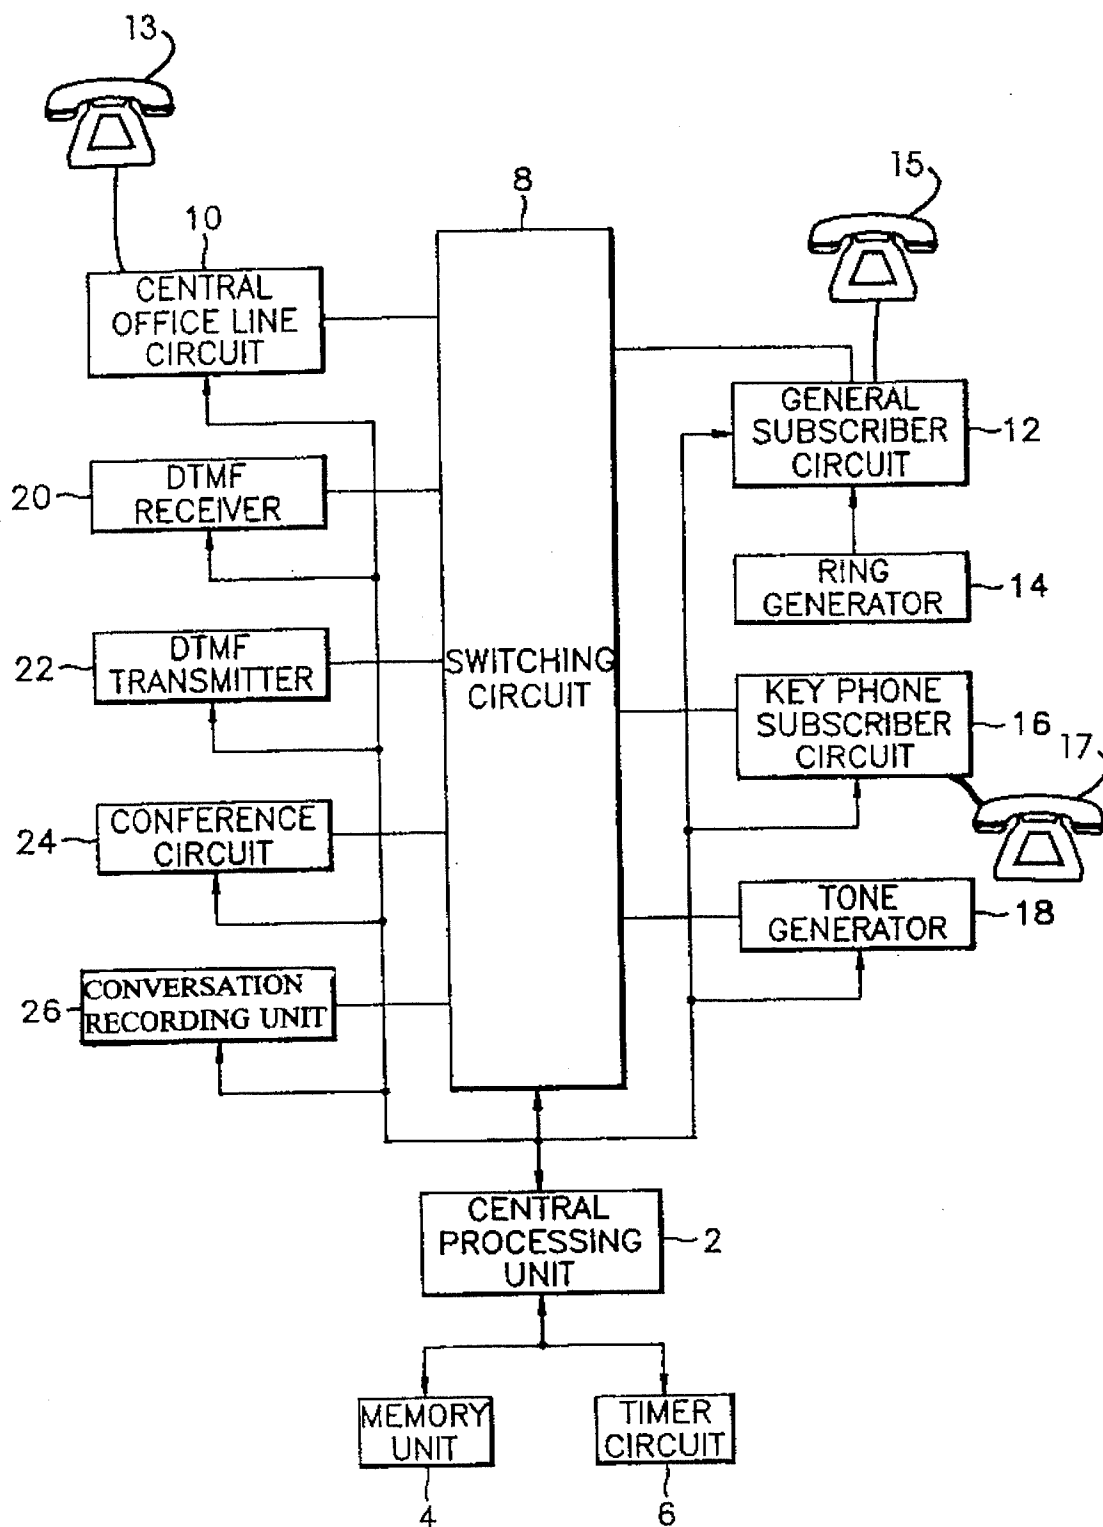 13
8
15
10
CENTRAL
OFFICE LINE
CIRCUIT
GENERAL
SUBSCRIBER
CIRCUIT
12
20
DTMF
RECEIVER
RING
GENERATOR
14
22
DTMF
TRANSMITTER
SWITCHING
CIRCUIT
KEY PHONE
SUBSCRIBER
CIRCUIT
16
17
24
CONFERENCE
CIRCUIT
TONE
GENERATOR
18
26
CONVERSATION
RECORDING UNIT
CENTRAL
PROCESSING
UNIT
2
MEMORY
UNIT
TIMER
CIRCUIT
4
6